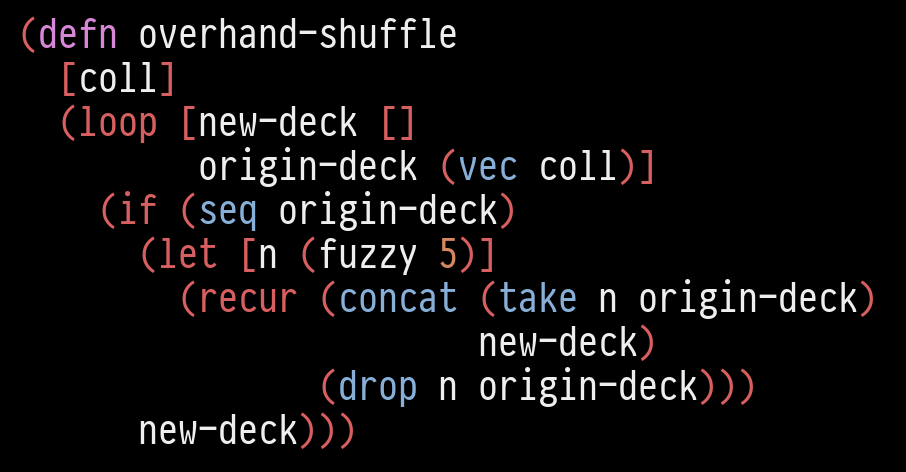 (defn overhand-shuffle
  [coll]
  (loop [new-deck []
         origin-deck (vec coll)]
    (if (seq origin-deck)
      (let [n (fuzzy 5)]
        (recur (concat (take n origin-deck)
                       new-deck)
               (drop n origin-deck)))
      new-deck)))